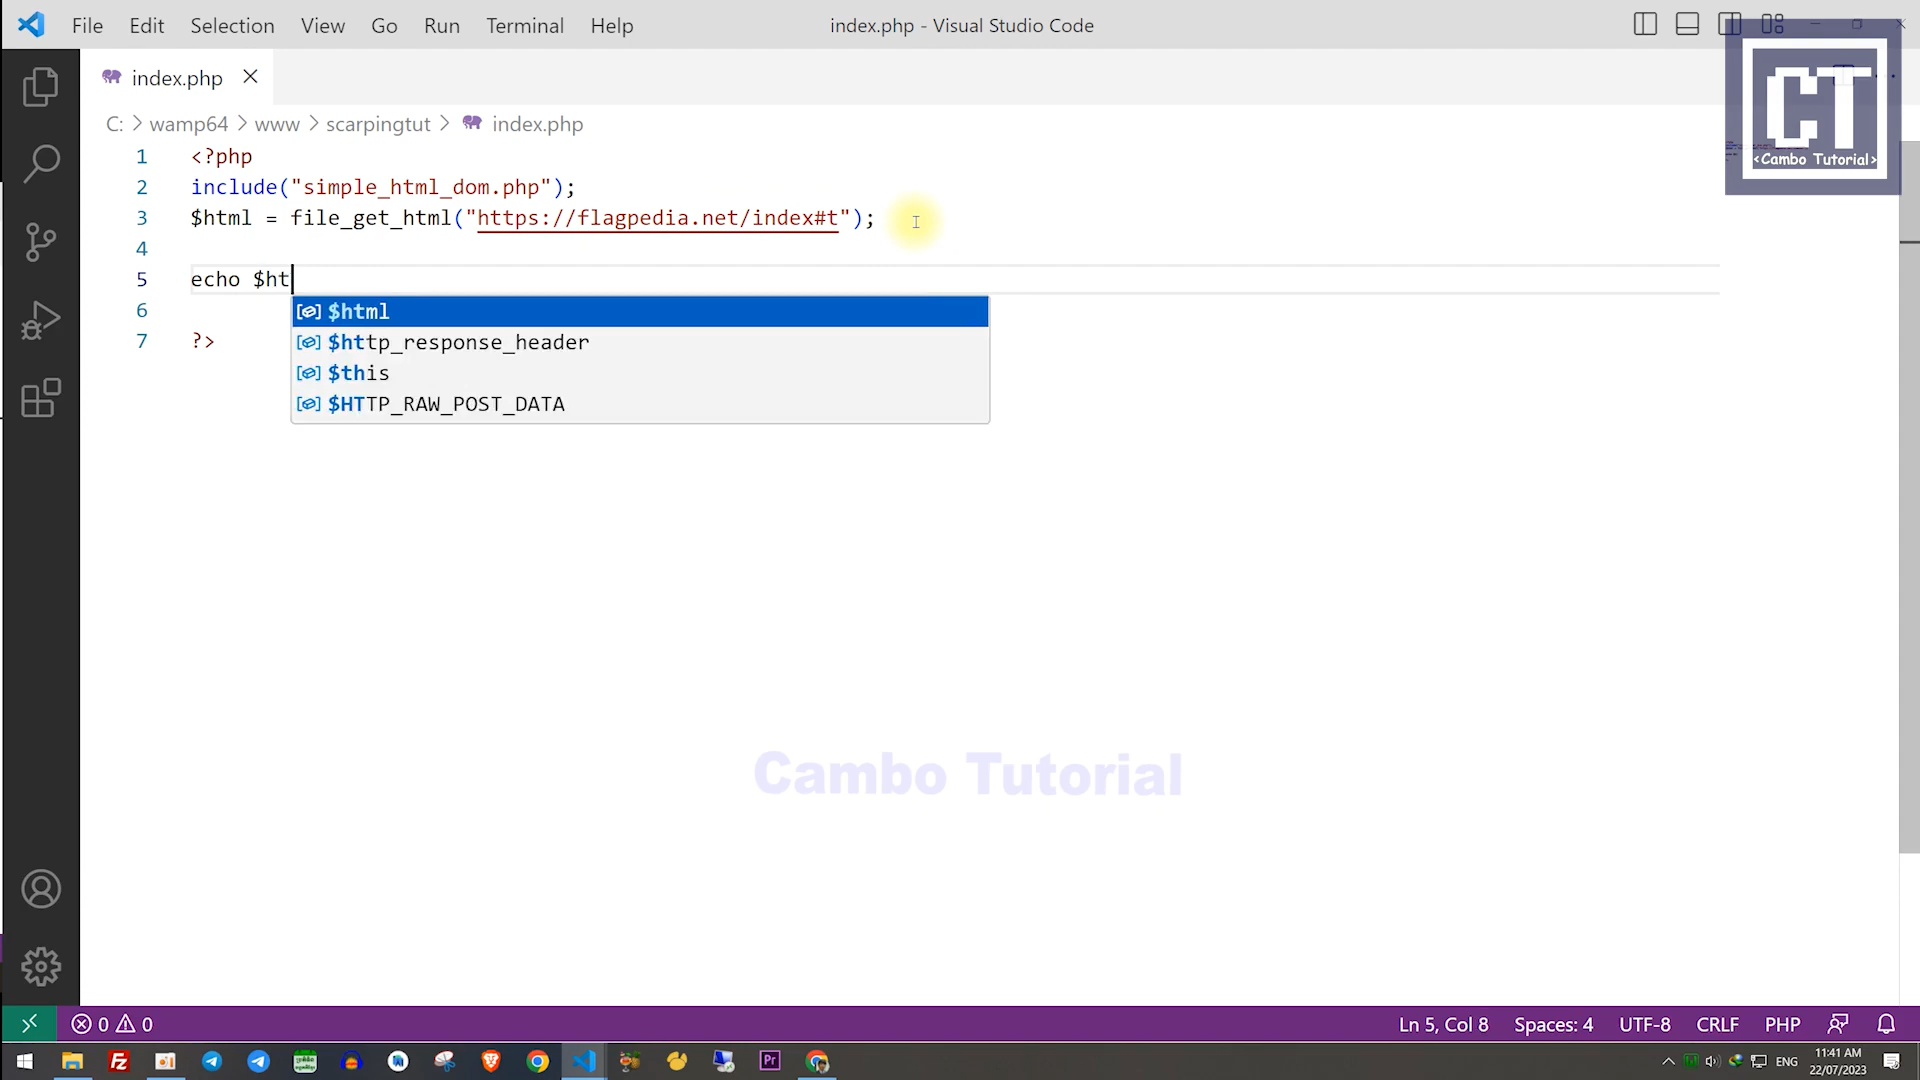 File Edit Selection View Go Run Terminal Help index.php - Visual Studio Code
index.php
C: > wamp64 > www > scarpingtut > index.php
1 <?php
2 include("simple_html_dom.php");
3 $html = file_get_html("https://flagpedia.net/index#t");
4
5 echo $ht
6 $html
$http_response_header
7 ?>
$this
$HTTP_RAW_POST_DATA
CT
<Cambo Tutorial>
Cambo Tutorial
0 0 Ln 5, Col 8 Spaces: 4 UTF-8 CRLF PHP
Pr ENG 11:41 AM
22/07/2023